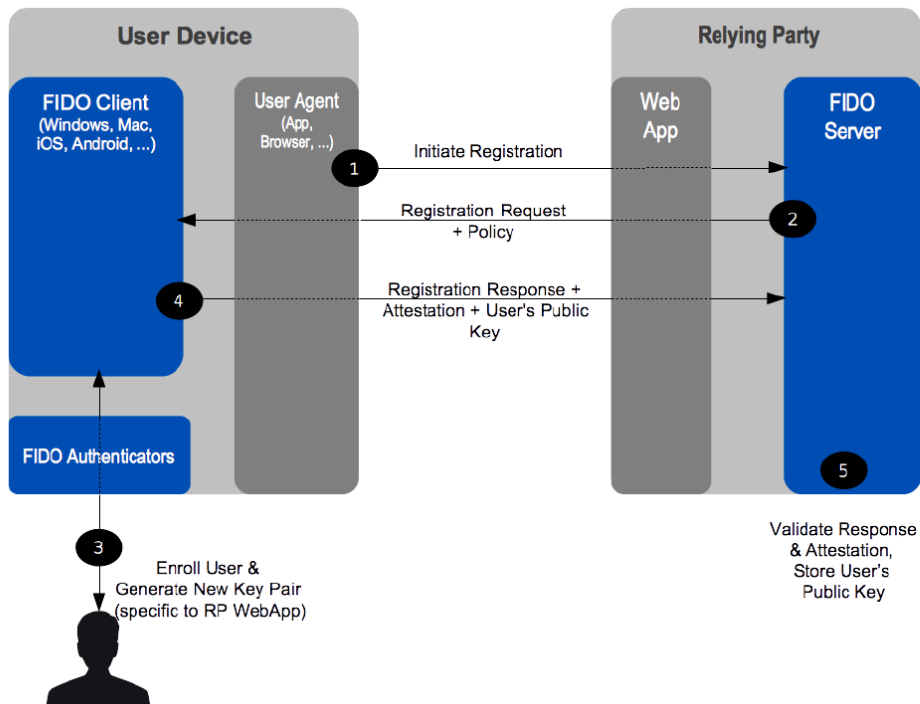 User Device
Relying Party
FIDO Client
(Windows, Mac,
iOS, Android, ...)
User Agent
(App,
Browser, ...)
Web
App
FIDO
Server
1
Initiate Registration
Registration Request
+ Policy
2
4
Registration Response +
Attestation + User's Public
Key
FIDO Authenticators
5
3
Enroll User &
Generate New Key Pair
(specific to RP WebApp)
Validate Response
& Attestation,
Store User's
Public Key